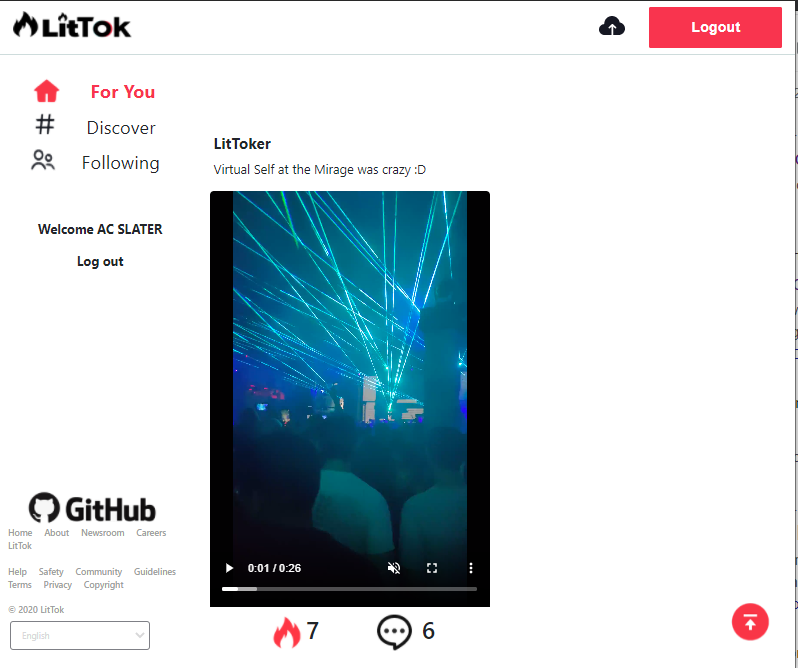 LitTok
Logout
For You
# Discover
Following
Welcome AC SLATER
Log out
LitToker
Virtual Self at the Mirage was crazy :D
0:01 / 0:26
7
6
GitHub
Home About Newsroom Careers
LitTok
Help Safety Community Guidelines
Terms Privacy Copyright
© 2020 LitTok
English